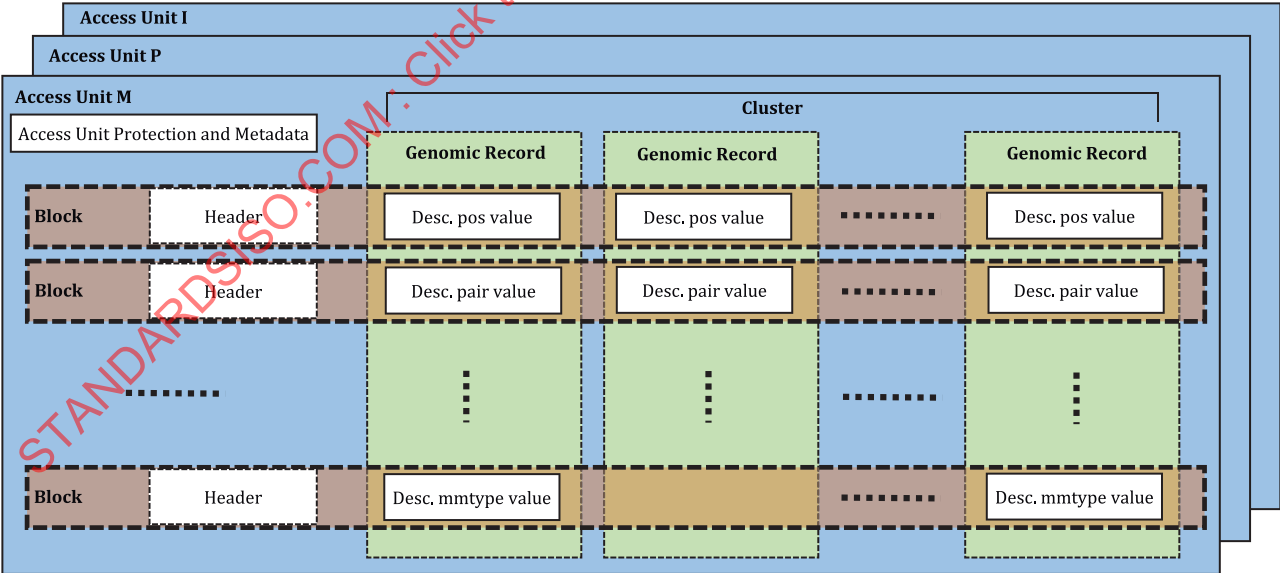 Access Unit I
Access Unit P
Access Unit M
Cluster
Access Unit Protection and Metadata
Genomic Record Genomic Record Genomic Record
Block Header Desc. pos value Desc. pos value Desc. pos value
Block Header Desc. pair value Desc. pair value Desc. pair value
Block Header Desc. mmtype value Desc. mmtype value
STANDARDSISO.COM : Click